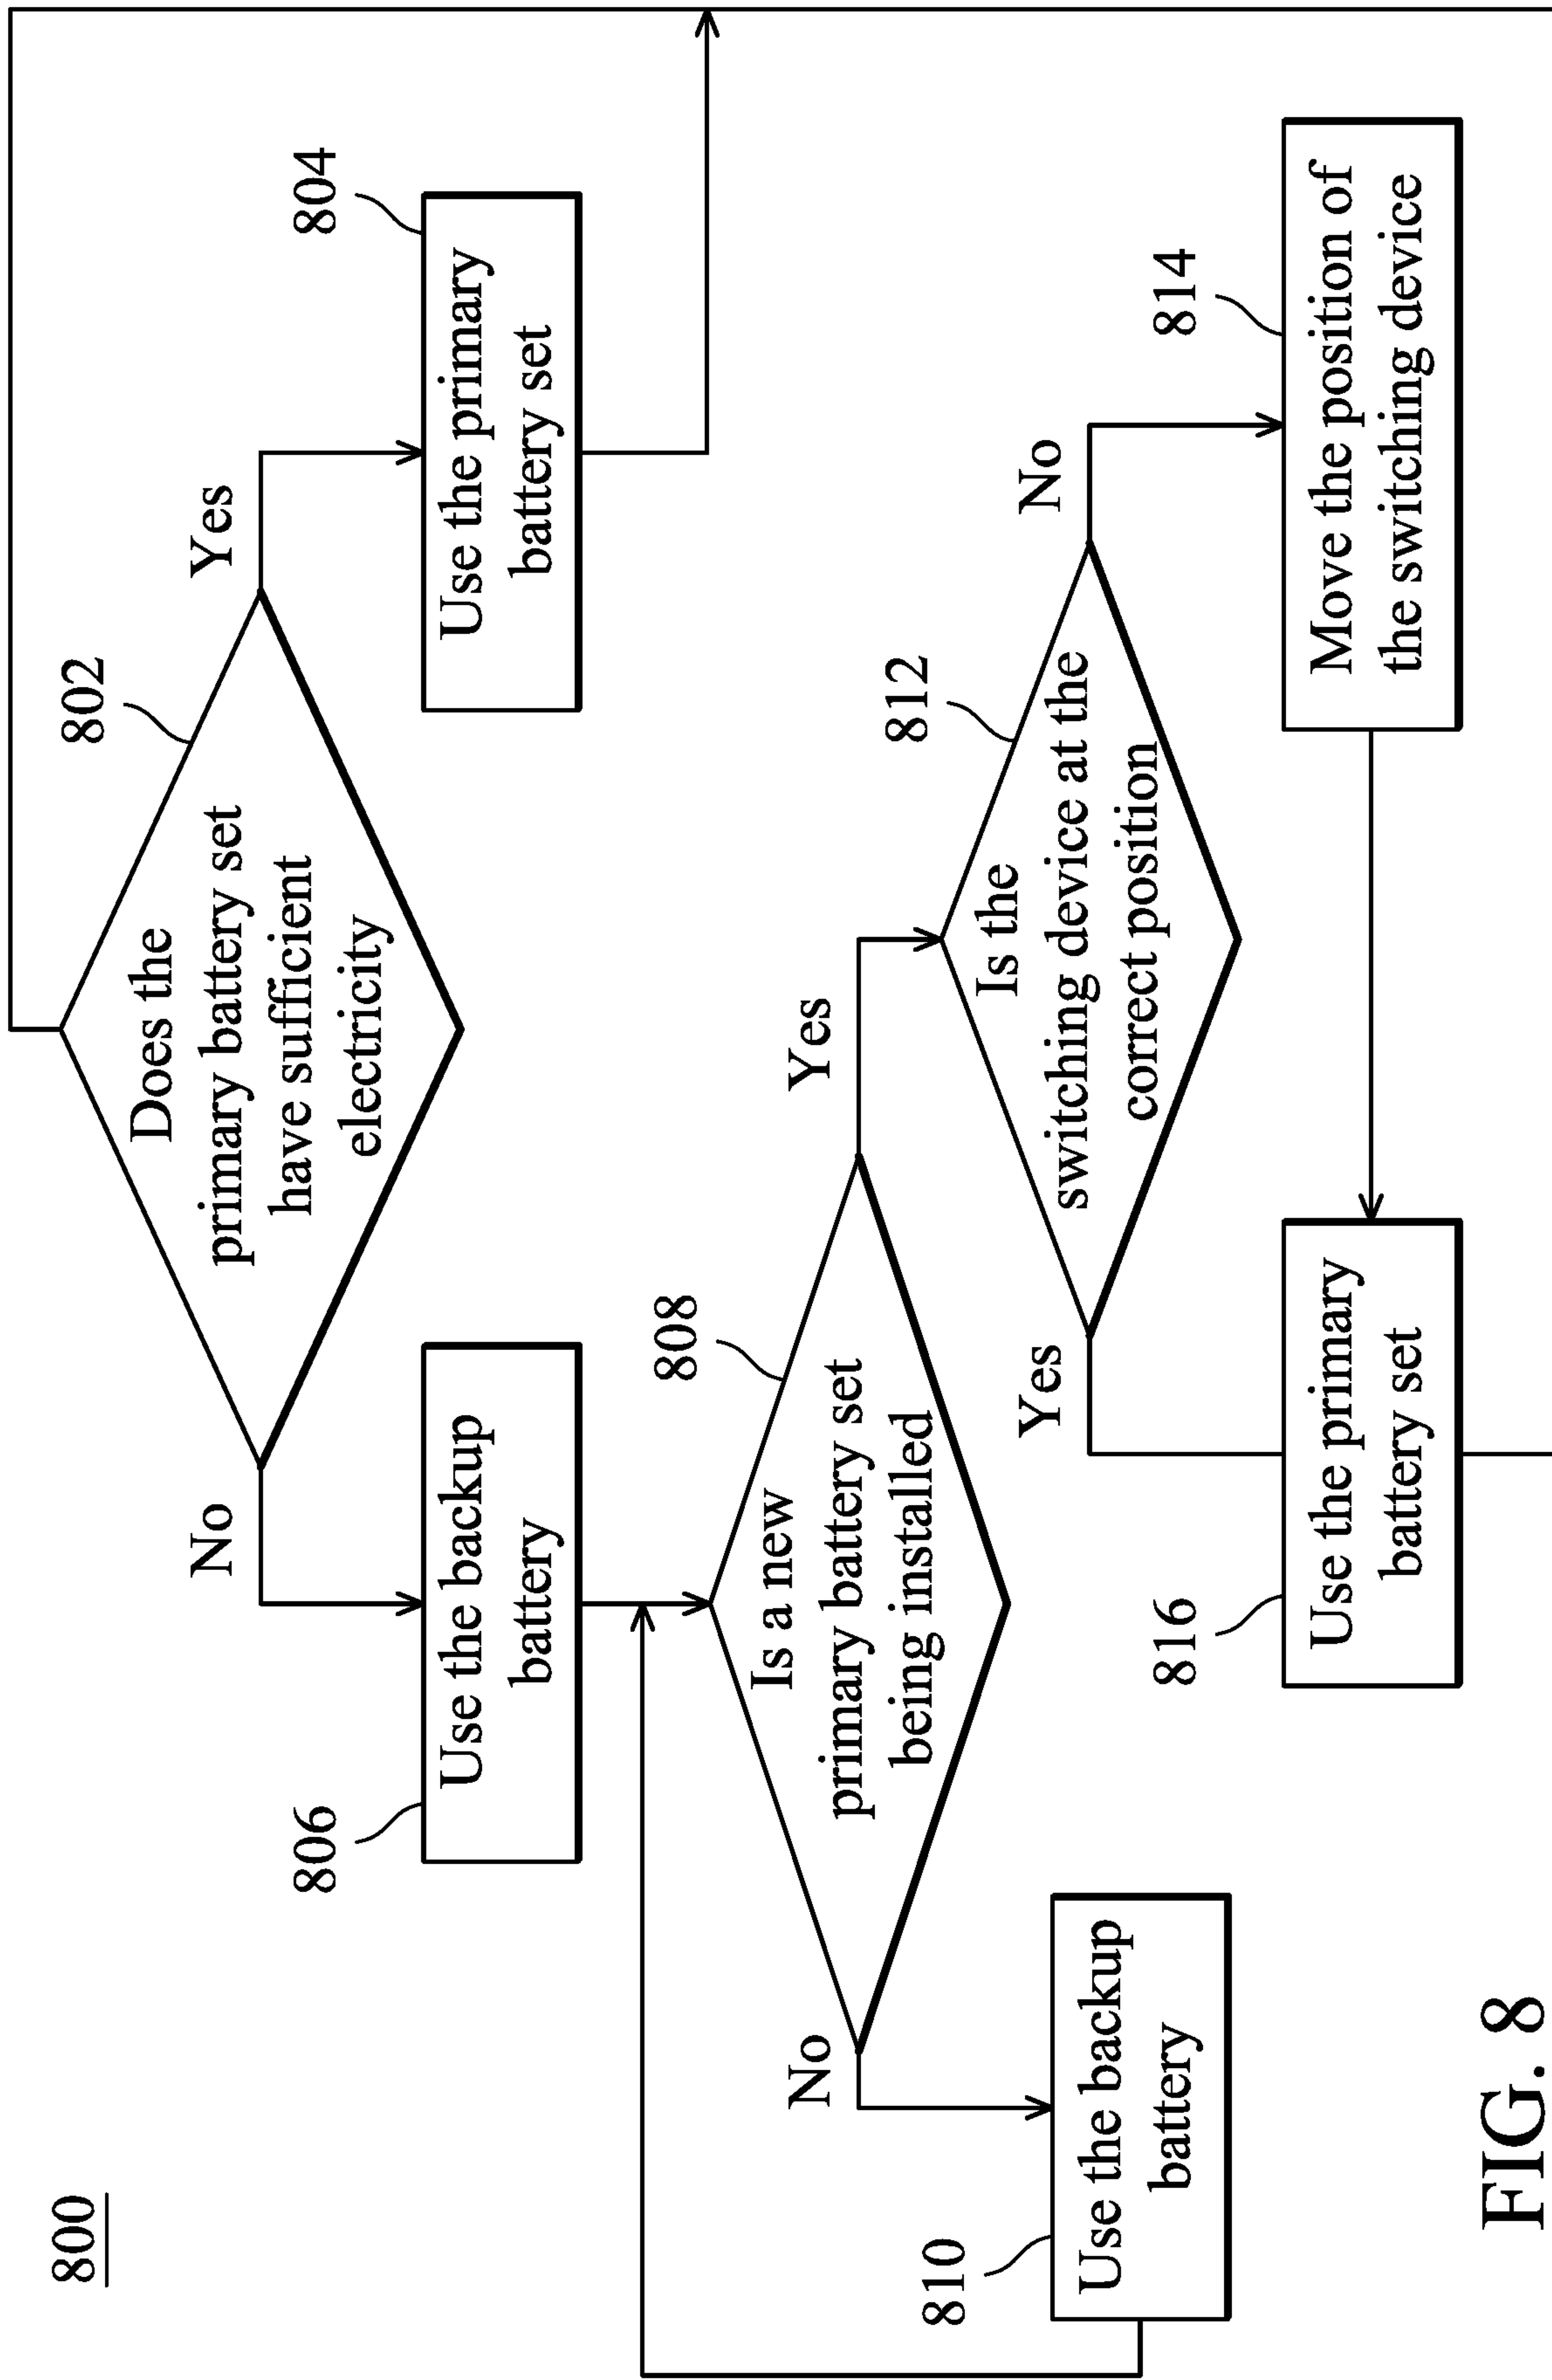 800
802
Does the
primary battery set
have sufficient
electricity
No
Yes
806
804
Use the backup
battery
Use the primary
battery set
808
Is a new
primary battery set
being installed
No
Yes
810
812
Use the backup
battery
Is the
switching device at the
correct position
Yes
No
816
814
Use the primary
battery set
Move the position of
the switching device
FIG. 8